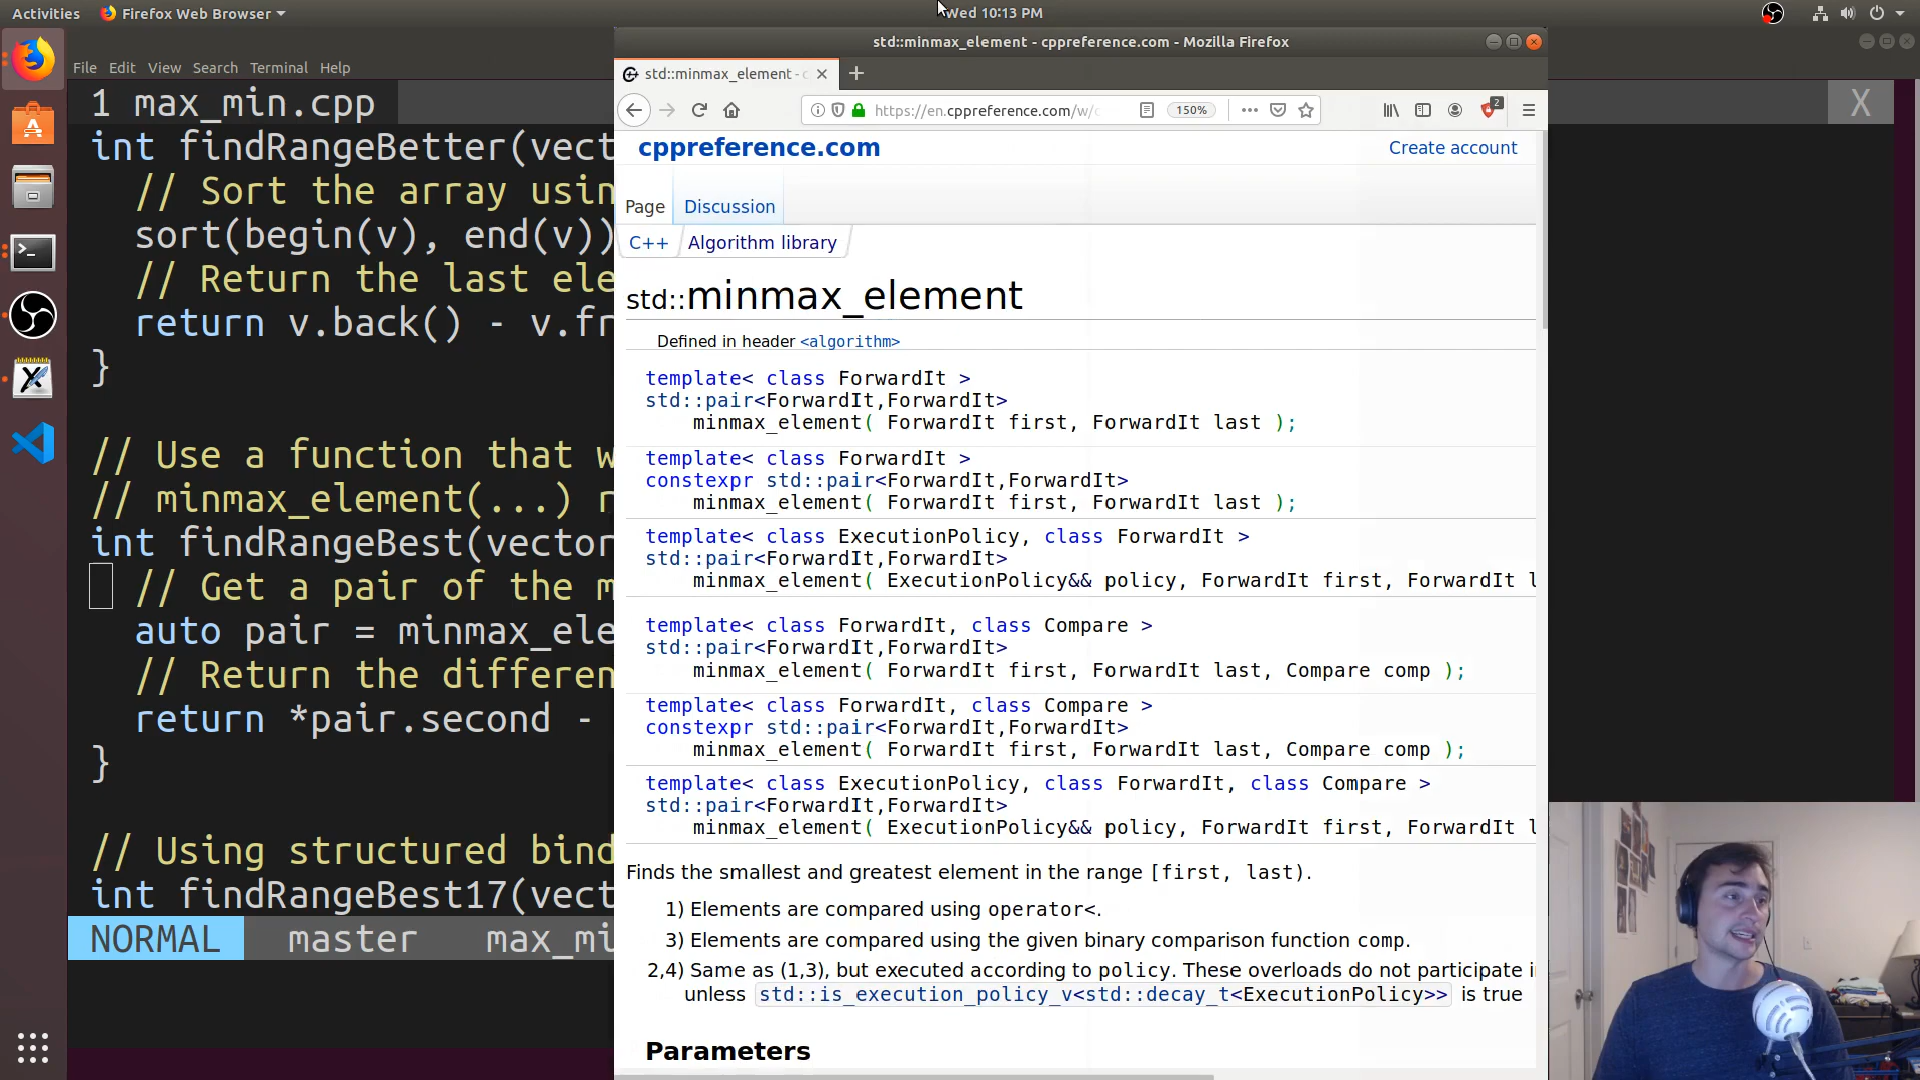 Activities
Firefox Web Browser
Wed 10:13 PM
File Edit View Search Terminal Help
1 max_min.cpp
X
int findRangeBetter(vect
// Sort the array usin
sort(begin(v), end(v))
// Return the last ele
return v.back() - v.fr
}
// Use a function that w
// minmax_element(...) r
int findRangeBest(vector
// Get a pair of the m
auto pair = minmax_ele
// Return the differen
return *pair.second -
}
// Using structured bind
int findRangeBest17(vect
NORMAL master max_mi
std::minmax_element - cppreference.com - Mozilla Firefox
std::minmax_element - c
https://en.cppreference.com/w/c
150%
2
cppreference.com
Create account
Page Discussion
C++ Algorithm library
std::minmax_element
Defined in header <algorithm>
template< class ForwardIt >
std::pair<ForwardIt,ForwardIt>
minmax_element( ForwardIt first, ForwardIt last );
template< class ForwardIt >
constexpr std::pair<ForwardIt,ForwardIt>
minmax_element( ForwardIt first, ForwardIt last );
template< class ExecutionPolicy, class ForwardIt >
std::pair<ForwardIt,ForwardIt>
minmax_element( ExecutionPolicy&& policy, ForwardIt first, ForwardIt l
template< class ForwardIt, class Compare >
std::pair<ForwardIt,ForwardIt>
minmax_element( ForwardIt first, ForwardIt last, Compare comp );
template< class ForwardIt, class Compare >
constexpr std::pair<ForwardIt,ForwardIt>
minmax_element( ForwardIt first, ForwardIt last, Compare comp );
template< class ExecutionPolicy, class ForwardIt, class Compare >
std::pair<ForwardIt,ForwardIt>
minmax_element( ExecutionPolicy&& policy, ForwardIt first, ForwardIt l
Finds the smallest and greatest element in the range [first, last).
1) Elements are compared using operator<.
3) Elements are compared using the given binary comparison function comp.
2,4) Same as (1,3), but executed according to policy. These overloads do not participate i
unless std::is_execution_policy_v<std::decay_t<ExecutionPolicy>> is true
Parameters